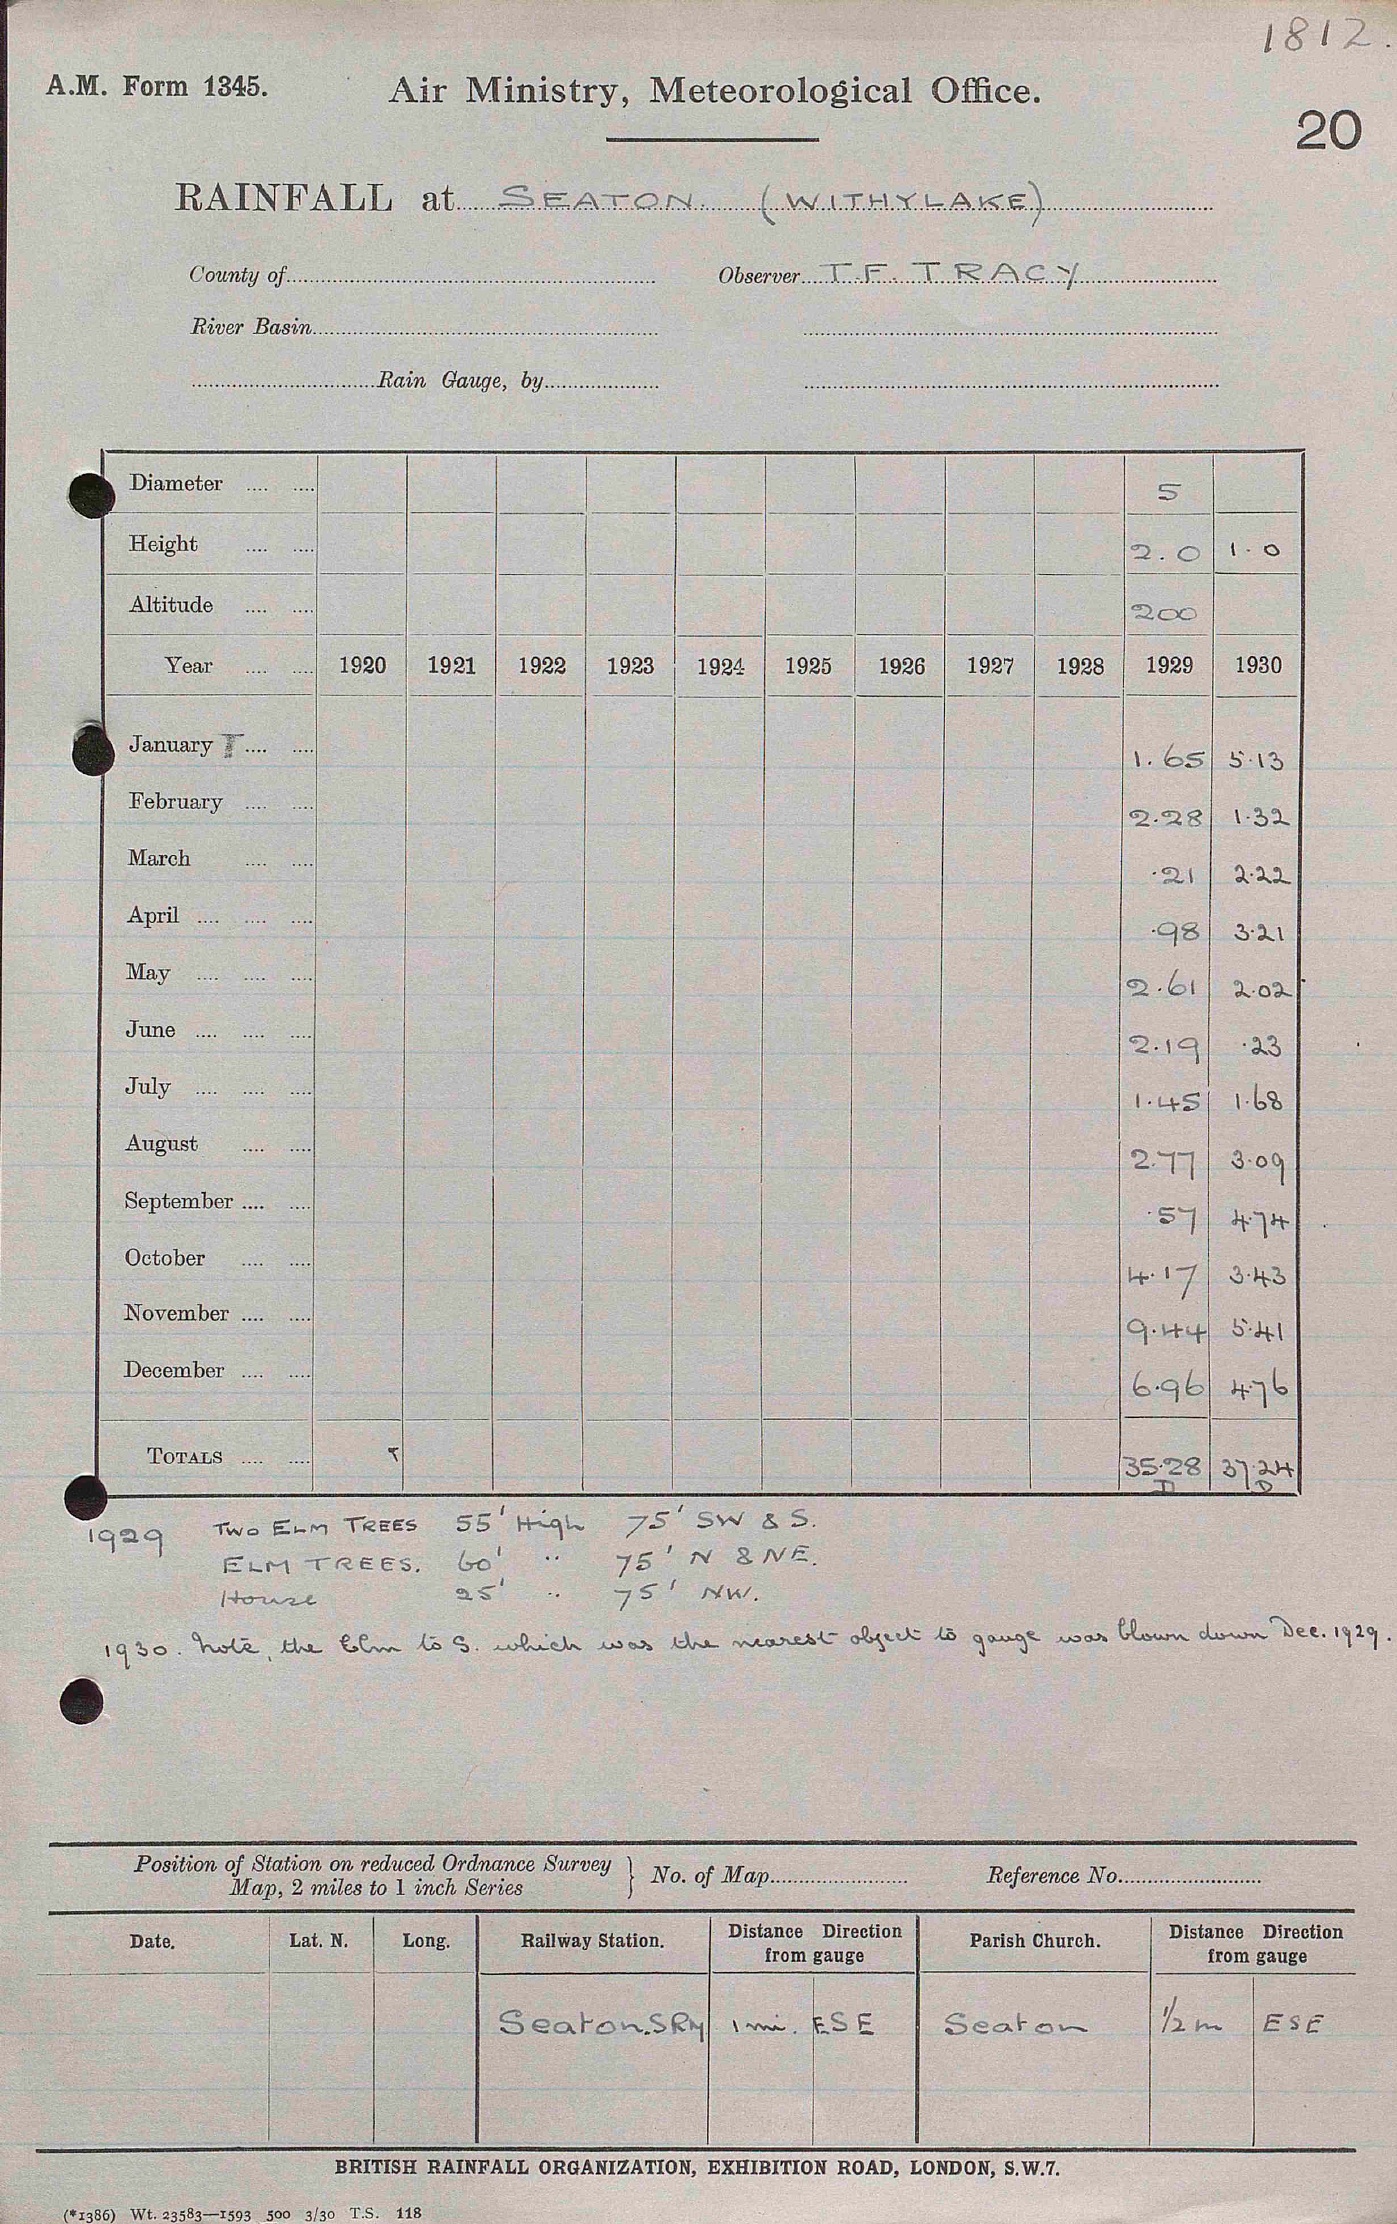 1812.
A.M. Form 1345. Air Ministry, Meteorological Office.
20
RAINFALL at SEATON. (WITHYLAKE)
County of Observer T.F. TRACY
River Basin
Rain Gauge, by
Diameter .... .... 5
Height .... .... 2.0 1.0
Altitude .... .... 200
Year .... .... 1920 1921 1922 1923 1924 1925 1926 1927 1928 1929 1930
January T .... .... 1.65 5.13
February .... .... 2.28 1.32
March .... .... .21 2.22
April .... .... .... .98 3.21
May .... .... .... 2.61 2.02
June .... .... .... 2.19 .23
July .... .... .... 1.45 1.68
August .... .... 2.77 3.09
September .... .... .57 4.74
October .... .... 4.17 3.43
November .... .... 9.44 5.41
December .... .... 6.96 4.76
TOTALS .... .... 35.28 37.24
D D
1929 TWO ELM TREES 55' High 75' SW & S.
ELM TREES. 60' " 75' N & NE.
House 25' " 75' NW.
1930. Note, the Elm to S. which was the nearest object to gauge was blown down Dec. 1929.
Position of Station on reduced Ordnance Survey Map, 2 miles to 1 inch Series } No. of Map Reference No.
Date. Lat. N. Long. Railway Station. Distance Direction from gauge Parish Church. Distance Direction from gauge
Seaton. SRly 1 mi. ESE Seaton 1/2 m ESE
BRITISH RAINFALL ORGANIZATION, EXHIBITION ROAD, LONDON, S.W.7.
(*1386) Wt. 23583—1593 500 3/30 T.S. 118